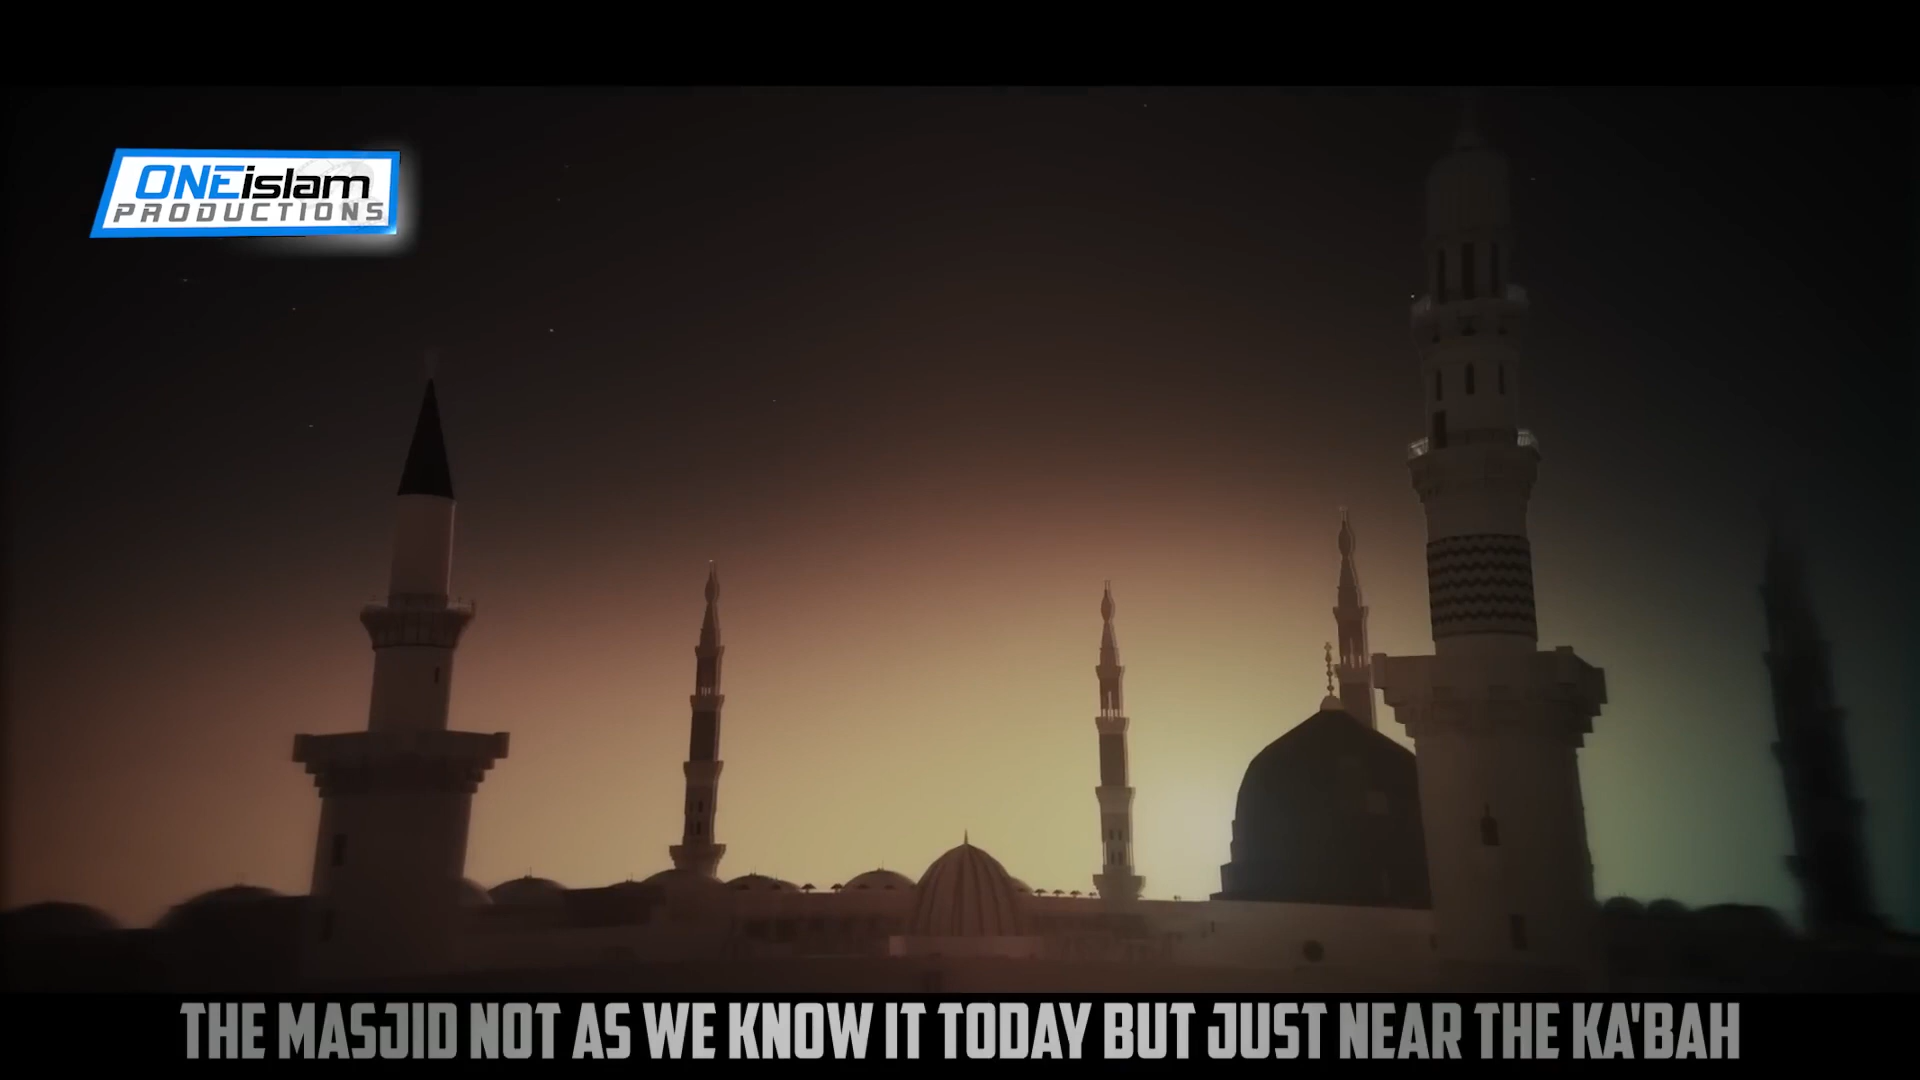 ONEislam
PRODUCTIONS
THE MASJID NOT AS WE KNOW IT TODAY BUT JUST NEAR THE KA'BAH